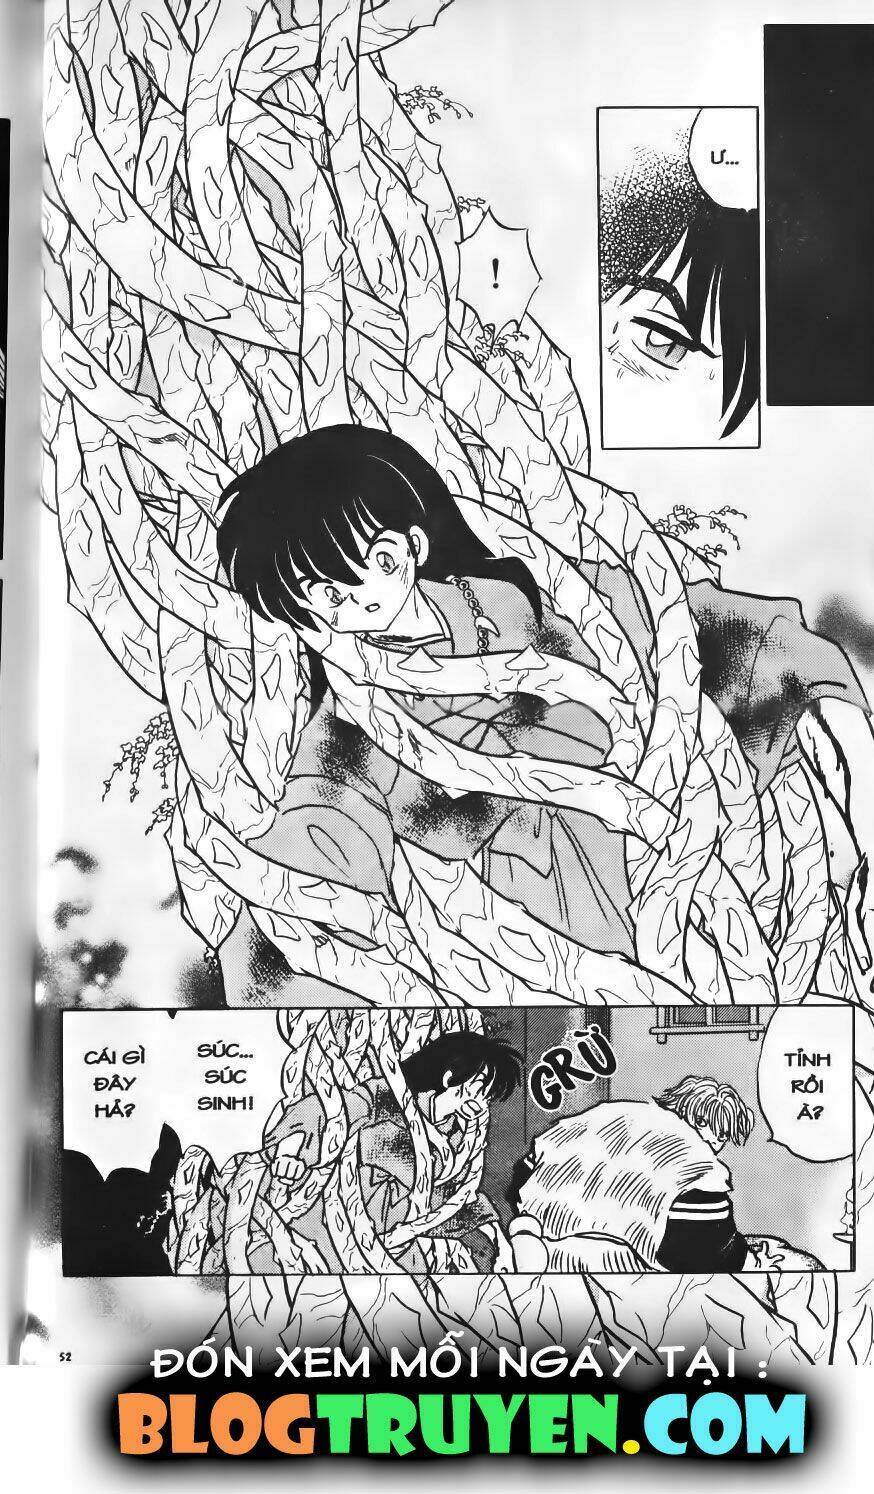 Ư...
!
TỈNH
RỒI
À?
GRỪ
SÚC...
SÚC
SINH!
CÁI GÌ
ĐÂY
HẢ?
52
ĐÓN XEM MỖI NGÀY TẠI :
BLOGTRUYEN.COM